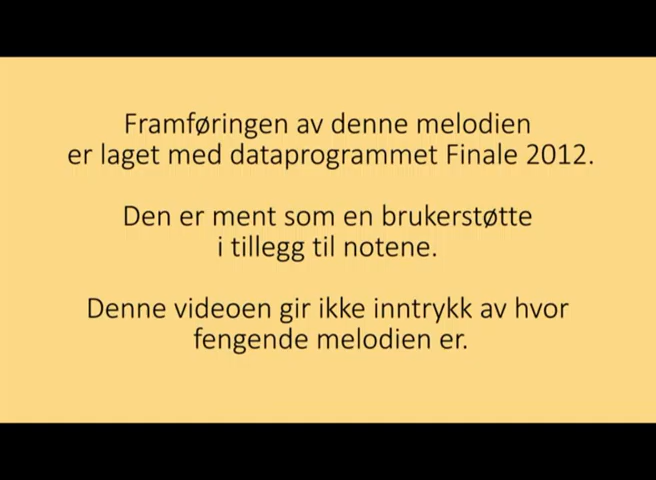 Framføringen av denne melodien
er laget med dataprogrammet Finale 2012.
Den er ment som en brukerstøtte
i tillegg til notene.
Denne videoen gir ikke inntrykk av hvor
fengende melodien er.